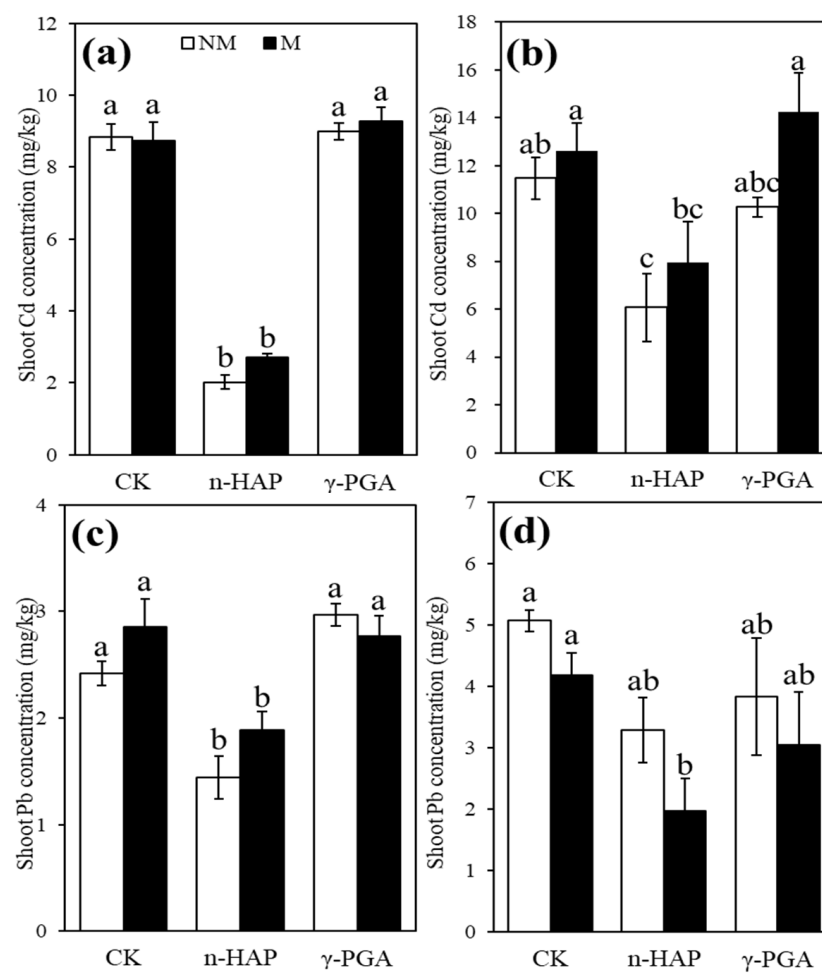 (a)
NM M
Shoot Cd concentration (mg/kg)
12
10
8
6
4
2
0
a a
b b
a a
CK n-HAP γ-PGA
(b)
Shoot Cd concentration (mg/kg)
18
16
14
12
10
8
6
4
2
0
ab a
c bc
abc a
CK n-HAP γ-PGA
(c)
Shoot Pb concentration (mg/kg)
4
3
2
1
0
a a
b b
a a
CK n-HAP γ-PGA
(d)
Shoot Pb concentration (mg/kg)
7
6
5
4
3
2
1
0
a a
ab b
ab ab
CK n-HAP γ-PGA